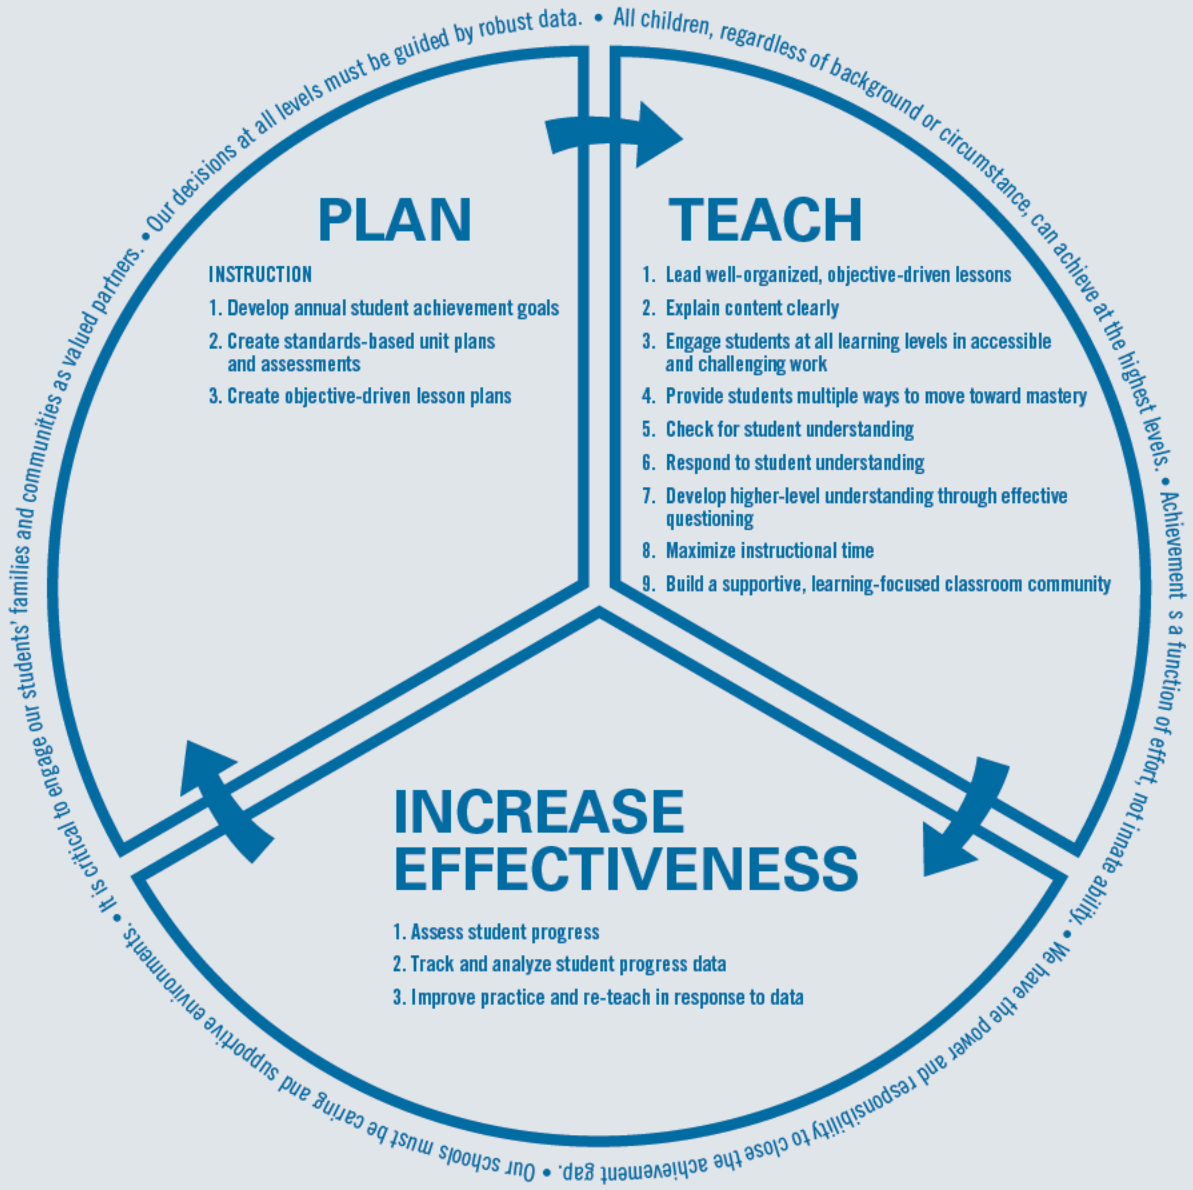 Our decisions at all levels must be guided by robust data. • All children, regardless of background or circumstance, can achieve at the highest levels. • Achievement s a function of effort, not innate ability. • We have the power and responsibility to close the achievement gap. • Our schools must be caring and supportive environments. • It is critical to engage our students’ families and communities as valued partners. •
PLAN
INSTRUCTION
1. Develop annual student achievement goals
2. Create standards-based unit plans
and assessments
3. Create objective-driven lesson plans
TEACH
1. Lead well-organized, objective-driven lessons
2. Explain content clearly
3. Engage students at all learning levels in accessible
and challenging work
4. Provide students multiple ways to move toward mastery
5. Check for student understanding
6. Respond to student understanding
7. Develop higher-level understanding through effective
questioning
8. Maximize instructional time
9. Build a supportive, learning-focused classroom community
INCREASE
EFFECTIVENESS
1. Assess student progress
2. Track and analyze student progress data
3. Improve practice and re-teach in response to data